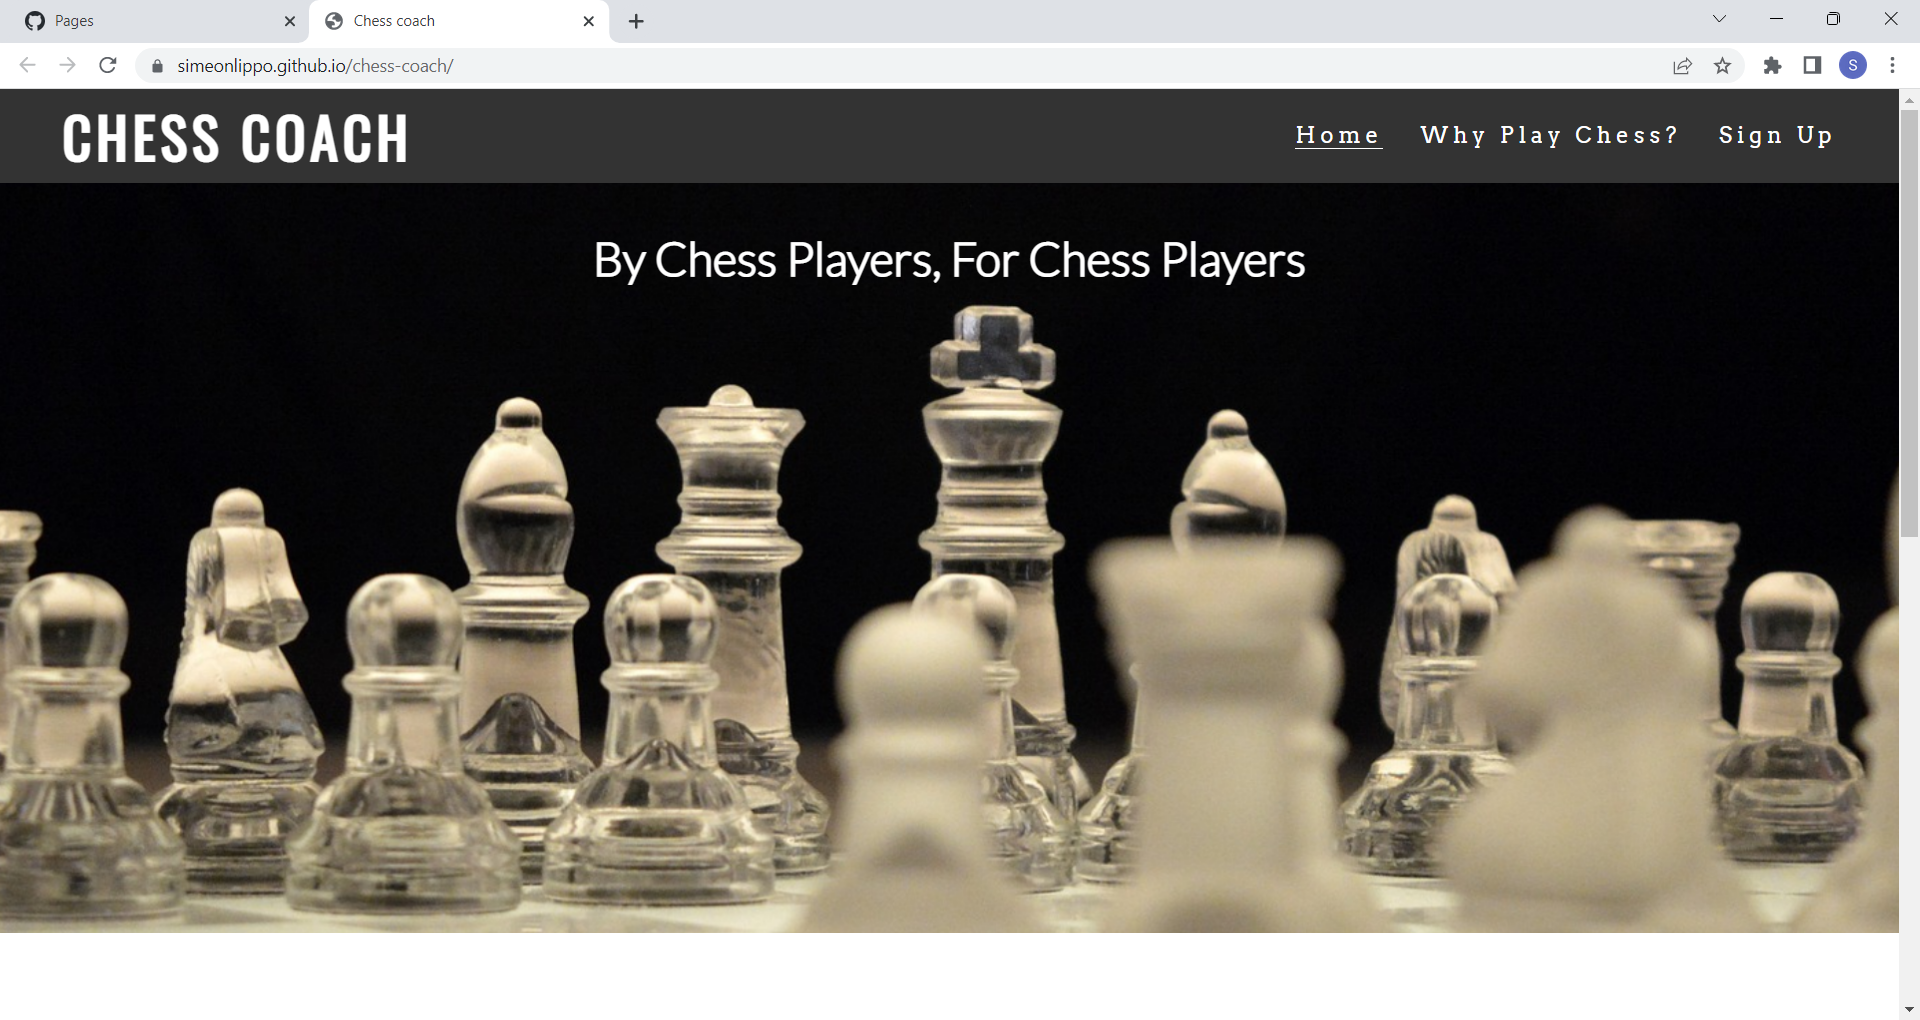 Pages
Chess coach
simeonlippo.github.io/chess-coach/
S
CHESS COACH
Home
Why Play Chess?
Sign Up
By Chess Players, For Chess Players